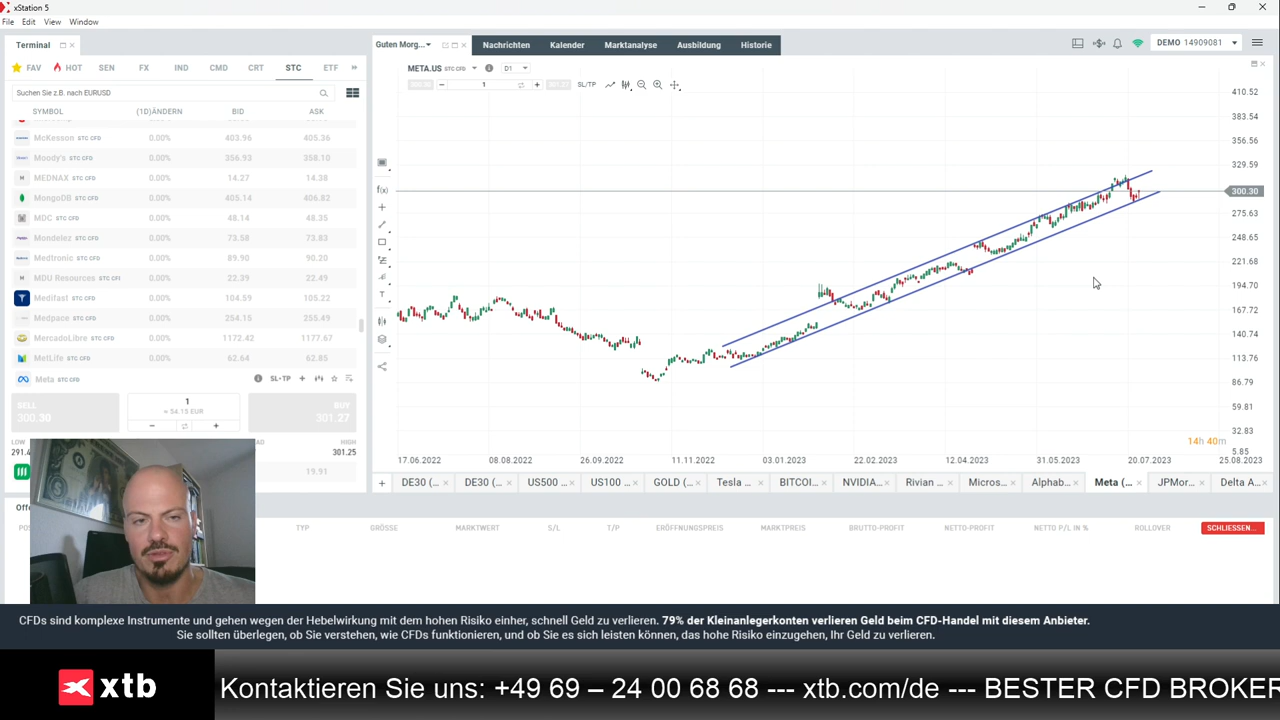 xStation 5
File Edit View Window
Terminal
FAV HOT SEN FX IND CMD CRT STC ETF
Suchen Sie z.B. nach EURUSD
SYMBOL (1D)ÄNDERN BID ASK
McKesson STC CFD 0.00% 403.96 405.36
Moody's STC CFD 0.00% 356.93 358.10
MEDNAX STC CFD 0.00% 14.27 14.38
MongoDB STC CFD 0.00% 405.14 406.72
MDC STC CFD 0.00% 48.14 48.35
Mondelez STC CFD 0.00% 73.58 73.83
Medtronic STC CFD 0.00% 89.90 90.20
MDU Resources STC CFI 0.00% 22.39 22.49
Medifast STC CFD 0.00% 104.59 105.22
Medpace STC CFD 0.00% 254.15 255.49
MercadoLibre STC CFD 0.00% 1172.42 1177.67
MetLife STC CFD 0.00% 62.64 62.85
Meta STC CFD SL•TP
SELL 300.30
1
≈ 54.15 EUR
BUY 301.27
LOW 291.4
AD
HIGH 301.25
19.91
Guten Morg... Nachrichten Kalender Marktanalyse Ausbildung Historie
DEMO 14909081
META.US STC CFD D1
300.30 1 301.27 SL/TP
f(x)
T
410.52
383.54
356.56
329.59
300.30
275.63
248.65
221.68
194.70
167.72
140.74
113.76
86.79
59.81
32.83
5.85
14h 40m
17.06.2022 08.08.2022 26.09.2022 11.11.2022 03.01.2023 22.02.2023 12.04.2023 31.05.2023 20.07.2023 25.08.2023
DE30 (... DE30 (... US500 ... US100 ... GOLD (... Tesla ... BITCOI... NVIDIA... Rivian ... Micros... Alphab... Meta (... JPMor... Delta A...
Offe
PO TYP GRÖSSE MARKTWERT S/L T/P ERÖFFNUNGSPREIS MARKTPREIS BRUTTO-PROFIT NETTO-PROFIT NETTO P/L IN % ROLLOVER SCHLIESSEN...
CFDs sind komplexe Instrumente und gehen wegen der Hebelwirkung mit dem hohen Risiko einher, schnell Geld zu verlieren. 79% der Kleinanlegerkonten verlieren Geld beim CFD-Handel mit diesem Anbieter.
Sie sollten überlegen, ob Sie verstehen, wie CFDs funktionieren, und ob Sie es sich leisten können, das hohe Risiko einzugehen, Ihr Geld zu verlieren.
xtb
Kontaktieren Sie uns: +49 69 – 24 00 68 68 --- xtb.com/de --- BESTER CFD BROKER